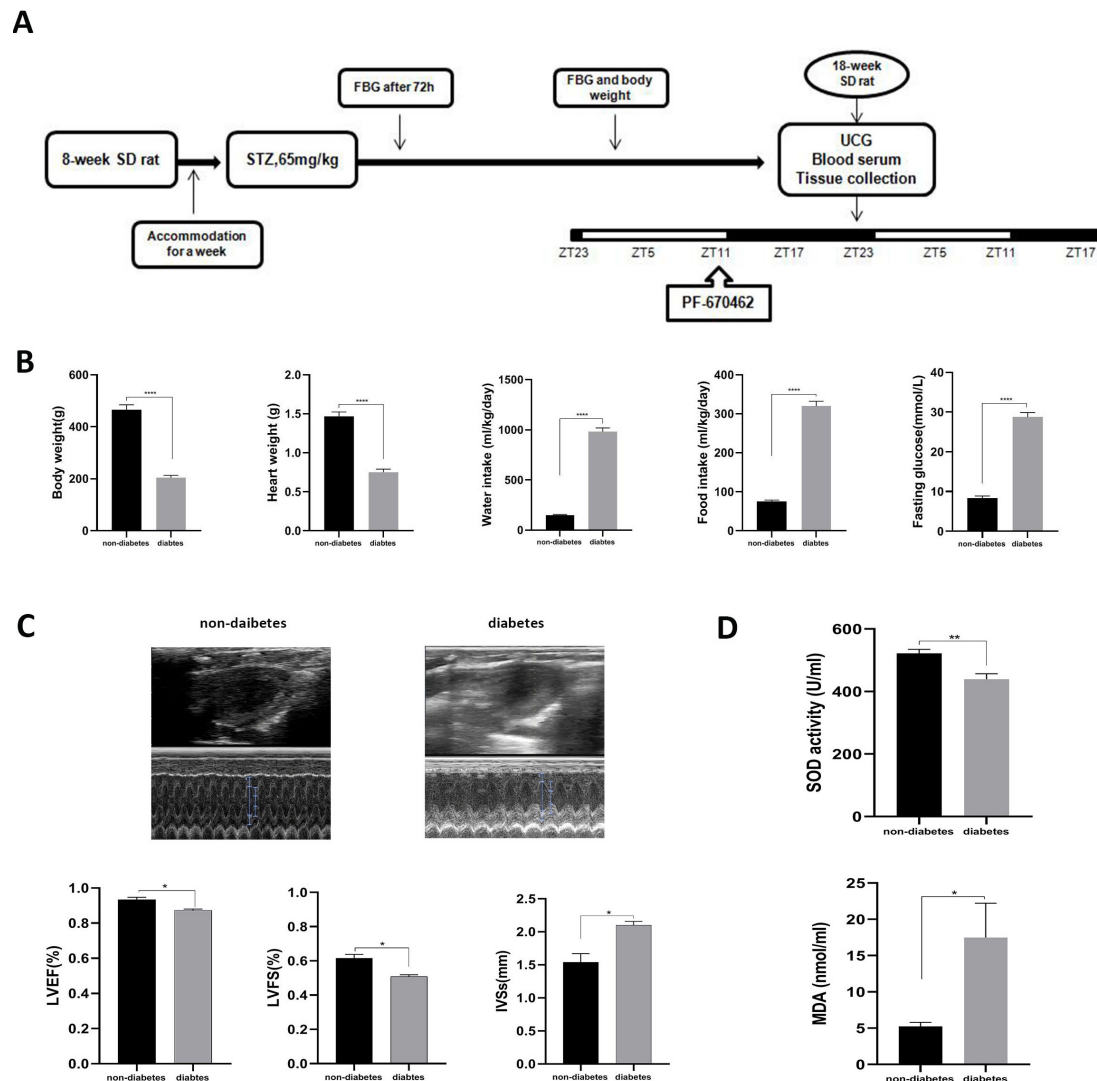 A
FBG after 72h
FBG and body
weight
18-week
SD rat
8-week SD rat
STZ,65mg/kg
UCG
Blood serum
Tissue collection
Accommodation
for a week
ZT23
ZT5
ZT11
ZT17
ZT23
ZT5
ZT11
ZT17
PF-670462
B
Body weight(g)
600
400
200
0
****
non-diabetes
diabtes
Heart weight (g)
2.0
1.5
1.0
0.5
0.0
****
non-diabetes
diabtes
Water intake (ml/kg/day)
1500
1000
500
0
****
non-diabetes
diabtes
Food intake (ml/kg/day)
400
300
200
100
0
****
non-diabetes
diabtes
Fasting glucose(mmol/L)
40
30
20
10
0
****
non-diabetes
diabtes
C
non-daibetes
diabetes
LVEF(%)
1.0
0.8
0.6
0.4
0.2
0.0
*
non-diabetes
diabtes
LVFS(%)
1.0
0.8
0.6
0.4
0.2
0.0
*
non-diabetes
diabtes
IVSs(mm)
2.5
2.0
1.5
1.0
0.5
0.0
*
non-diabetes
diabtes
D
SOD activity (U/ml)
600
400
200
0
**
non-diabetes
diabetes
MDA (nmol/ml)
25
20
15
10
5
0
*
non-diabetes
diabtes